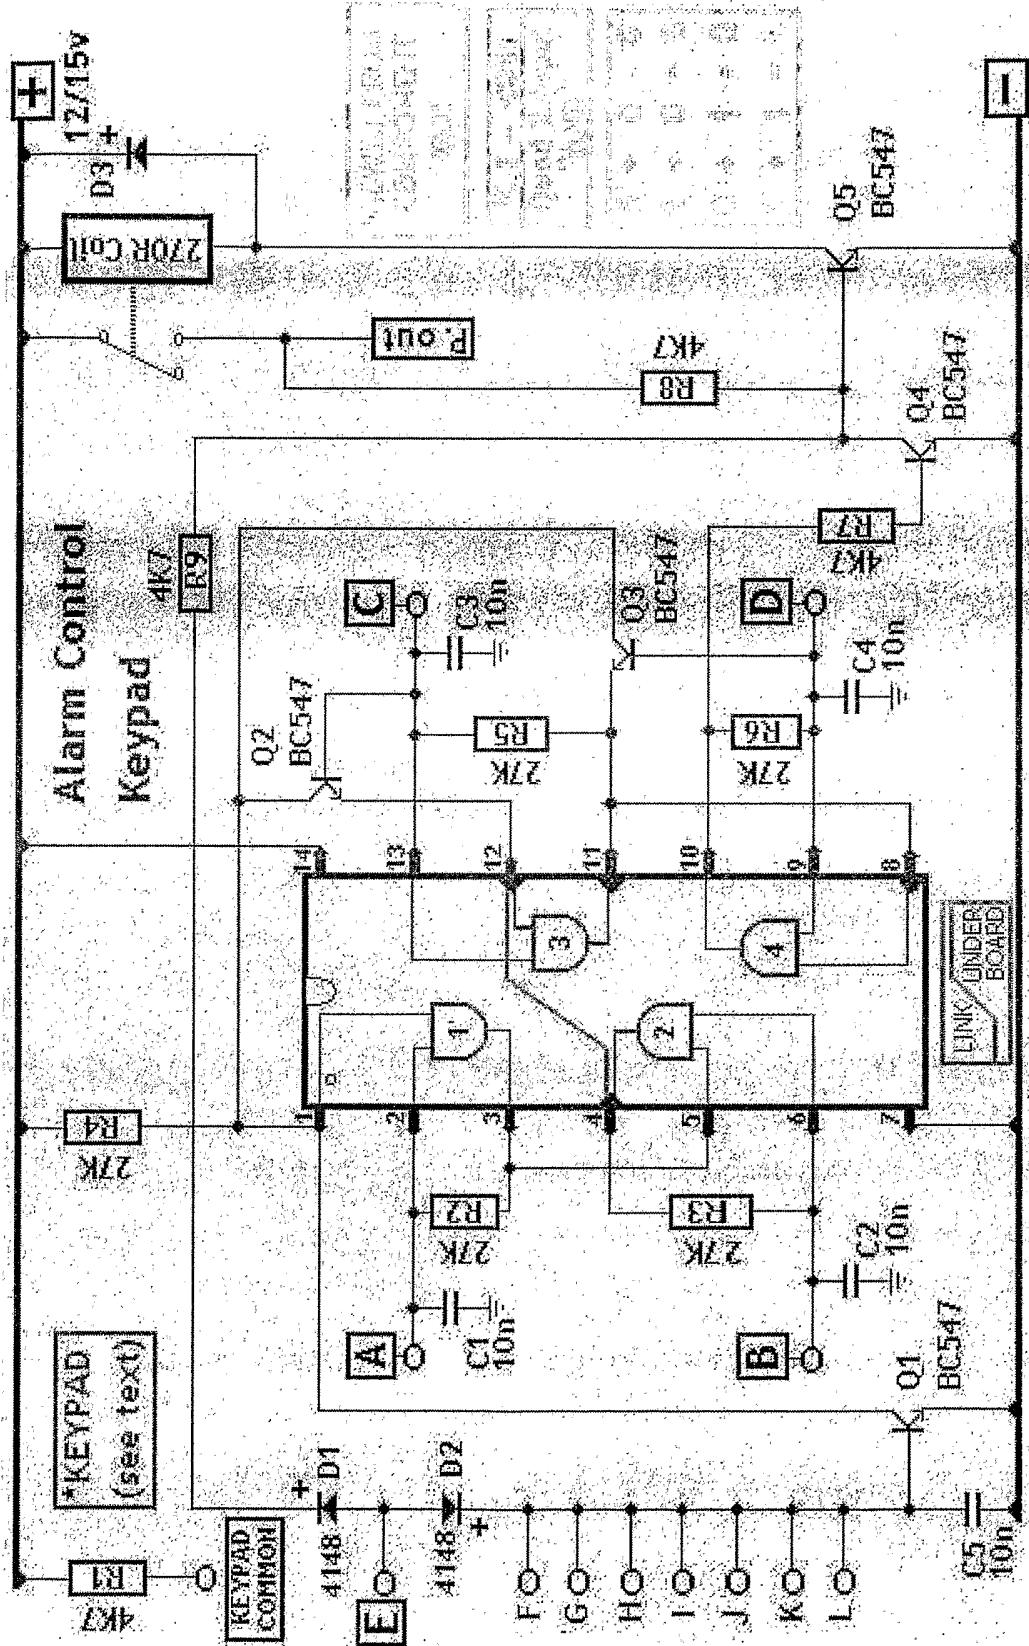 Alarm Control
Keypad
*KEYPAD
(see text)
+
12/15v
D3
+
270R Coil
P.out
R8
4K7
Q5
BC547
Q4
BC547
R7
4K7
4K7
R9
C
C3
10n
Q3
BC547
D
C4
10n
Q2
BC547
R5
27K
R6
27K
14
13
12
11
10
9
8
3
4
1
2
1
2
3
4
5
6
7
LINK
UNDER
BOARD
R4
27K
R2
27K
R3
27K
A
C1
10n
B
C2
10n
Q1
BC547
R1
4K7
KEYPAD
COMMON
+
D1
4148
E
D2
4148
+
F
G
H
I
J
K
L
C5
10n
-